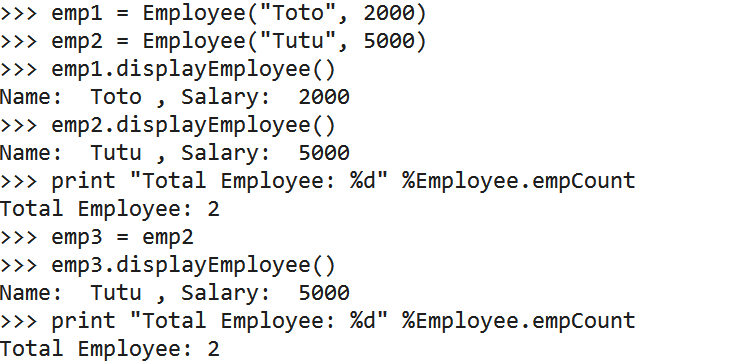 >>> emp1 = Employee("Toto", 2000)
>>> emp2 = Employee("Tutu", 5000)
>>> emp1.displayEmployee()
Name:  Toto , Salary:  2000
>>> emp2.displayEmployee()
Name:  Tutu , Salary:  5000
>>> print "Total Employee: %d" %Employee.empCount
Total Employee: 2
>>> emp3 = emp2
>>> emp3.displayEmployee()
Name:  Tutu , Salary:  5000
>>> print "Total Employee: %d" %Employee.empCount
Total Employee: 2